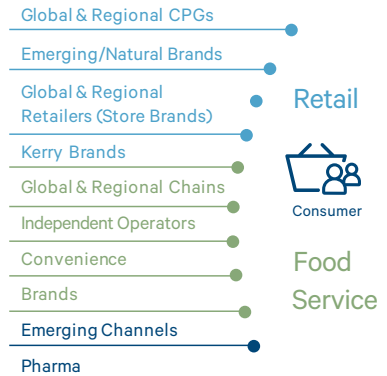 Global & Regional CPGs
Emerging/Natural Brands
Global & Regional
Retailers (Store Brands)
Kerry Brands
Global & Regional Chains
Independent Operators
Convenience
Brands
Emerging Channels
Pharma
Retail
Consumer
Food
Service